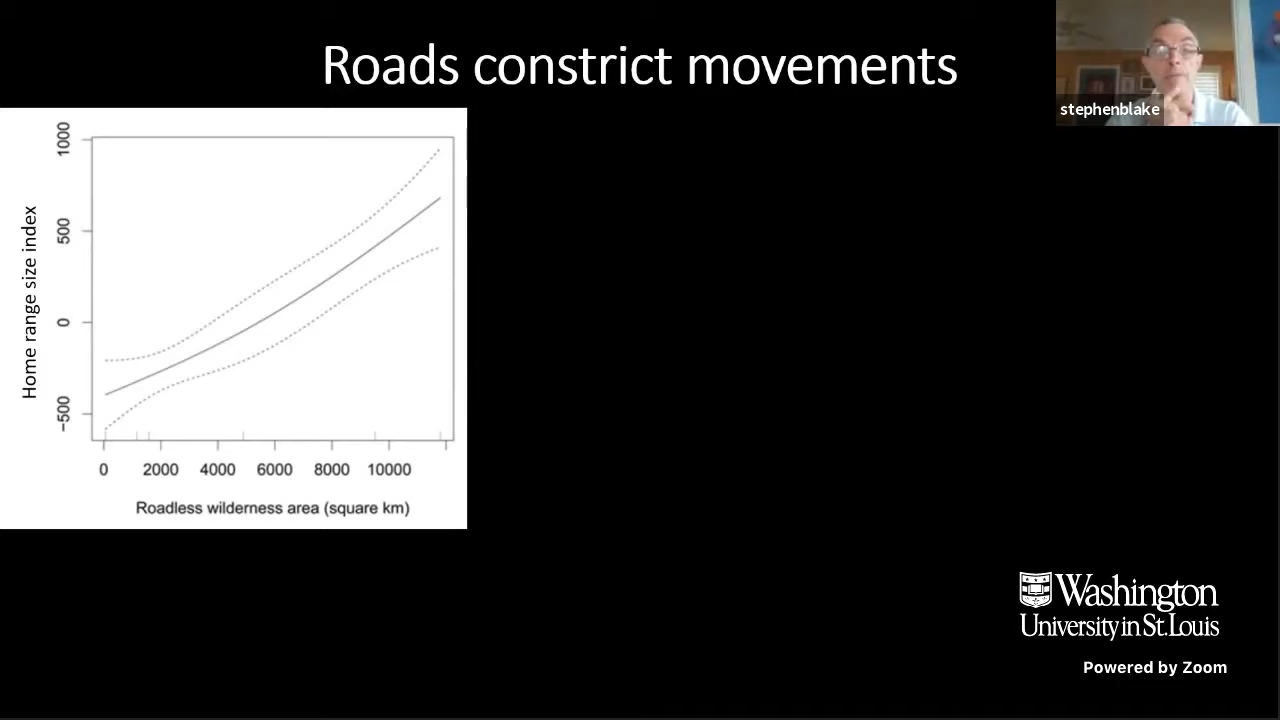 Roads constrict movements
stephenblake
Home range size index
1000
500
0
−500
0 2000 4000 6000 8000 10000
Roadless wilderness area (square km)
Washington
University in St. Louis
Powered by Zoom